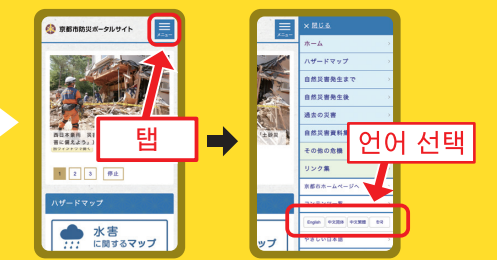 京都市防災ポータルサイト
メニュー
탭
1 2 3 停止
ハザードマップ
水害
に関するマップ
メニュー
× 閉じる
ホーム
ハザードマップ
自然災害発生まで
自然災害発生後
過去の災害
自然災害資料集
その他の危機
リンク集
京都市ホームページへ
언어 선택
English 中文简体 中文繁體 한국
やさしい日本語
ップ